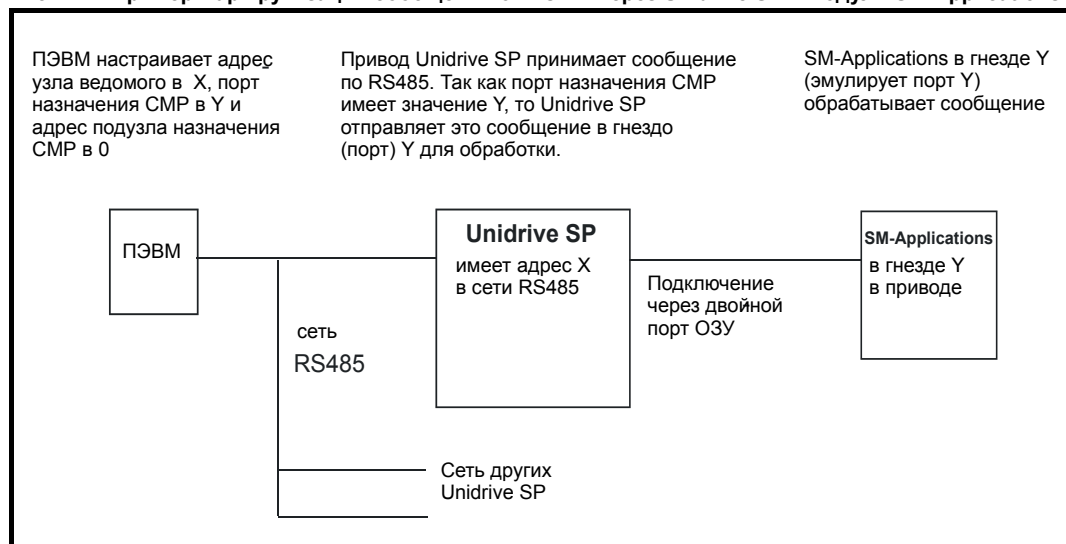 ПЭВМ настраивает адрес
узла ведомого в X, порт
назначения CMP в Y и
адрес подузла назначения
CMP в 0
Привод Unidrive SP принимает сообщение
по RS485. Так как порт назначения CMP
имеет значение Y, то Unidrive SP
отправляет это сообщение в гнездо
(порт) Y для обработки.
SM-Applications в гнезде Y
(эмулирует порт Y)
обрабатывает сообщение
ПЭВМ
Unidrive SP
имеет адрес X
в сети RS485
SM-Applications
в гнезде Y
в приводе
Подключение
через двойной
порт ОЗУ
сеть
RS485
Сеть других
Unidrive SP